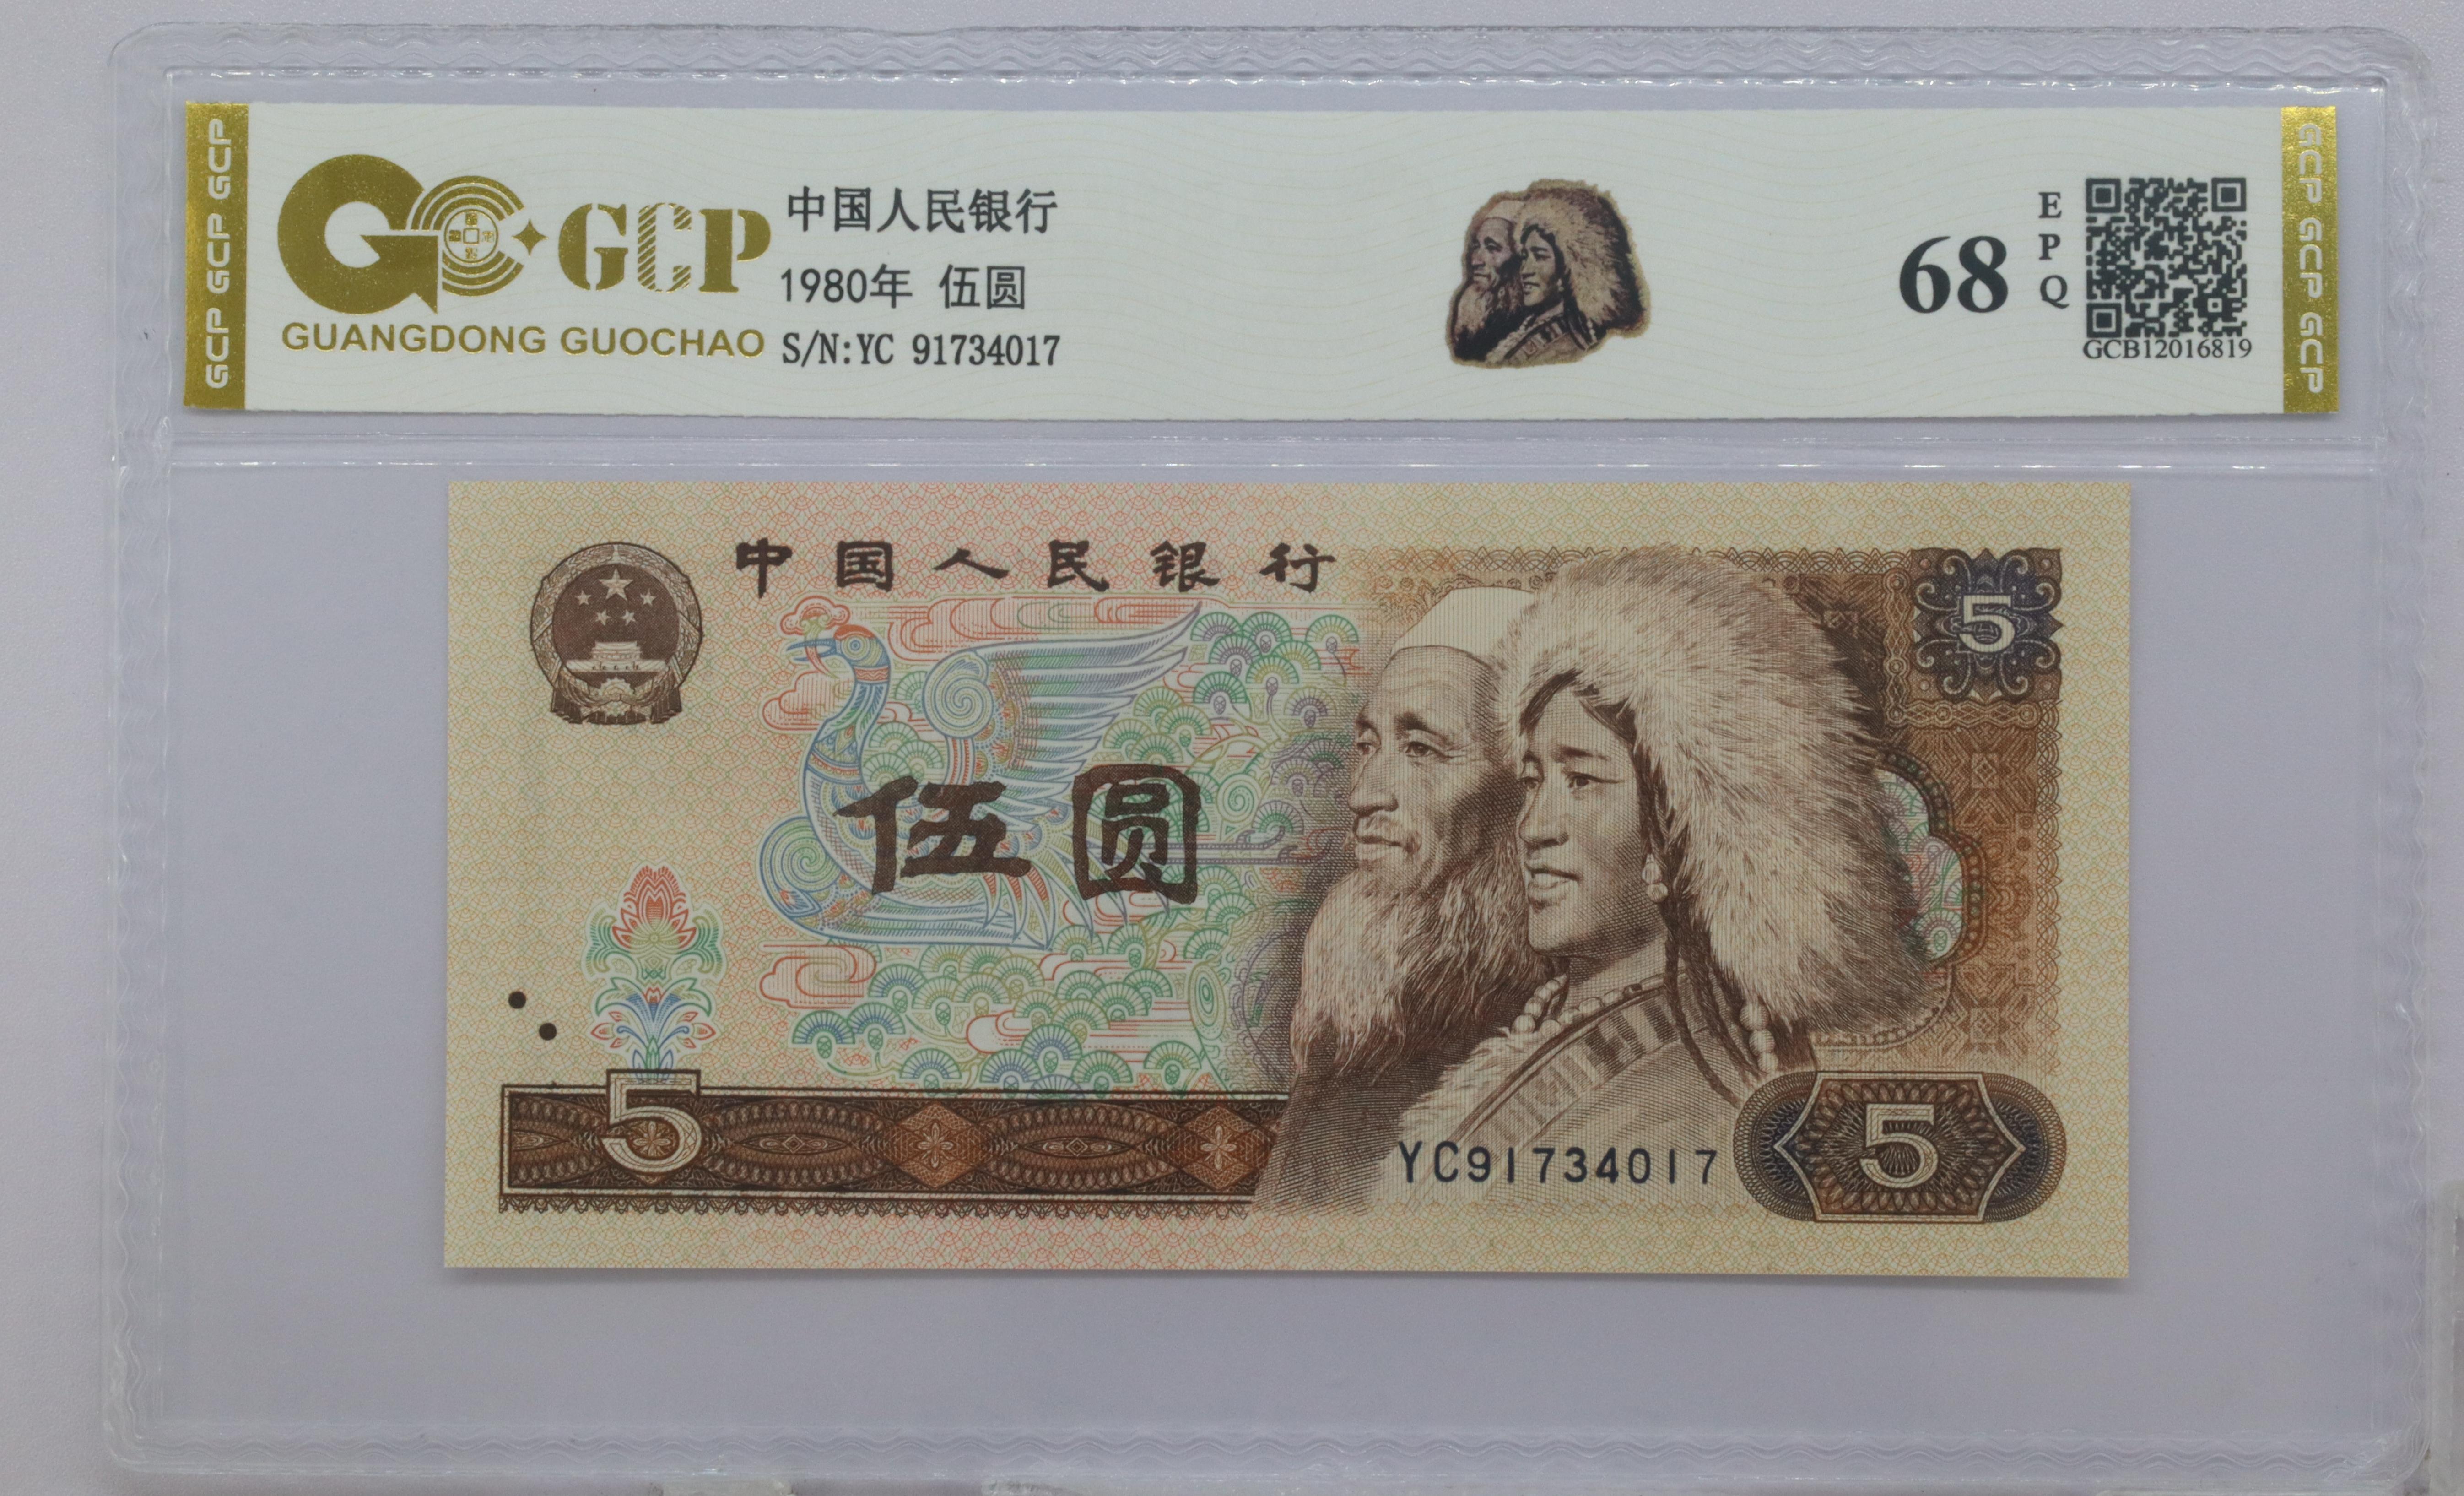 GCP GCP GCP
GCP
GUANGDONG GUOCHAO
中国人民银行
1980年 伍圆
S/N:YC 91734017
68
E
P
Q
GCB12016819
GCP GCP GCP
中国人民银行
5
伍圆
5
YC91734017
5